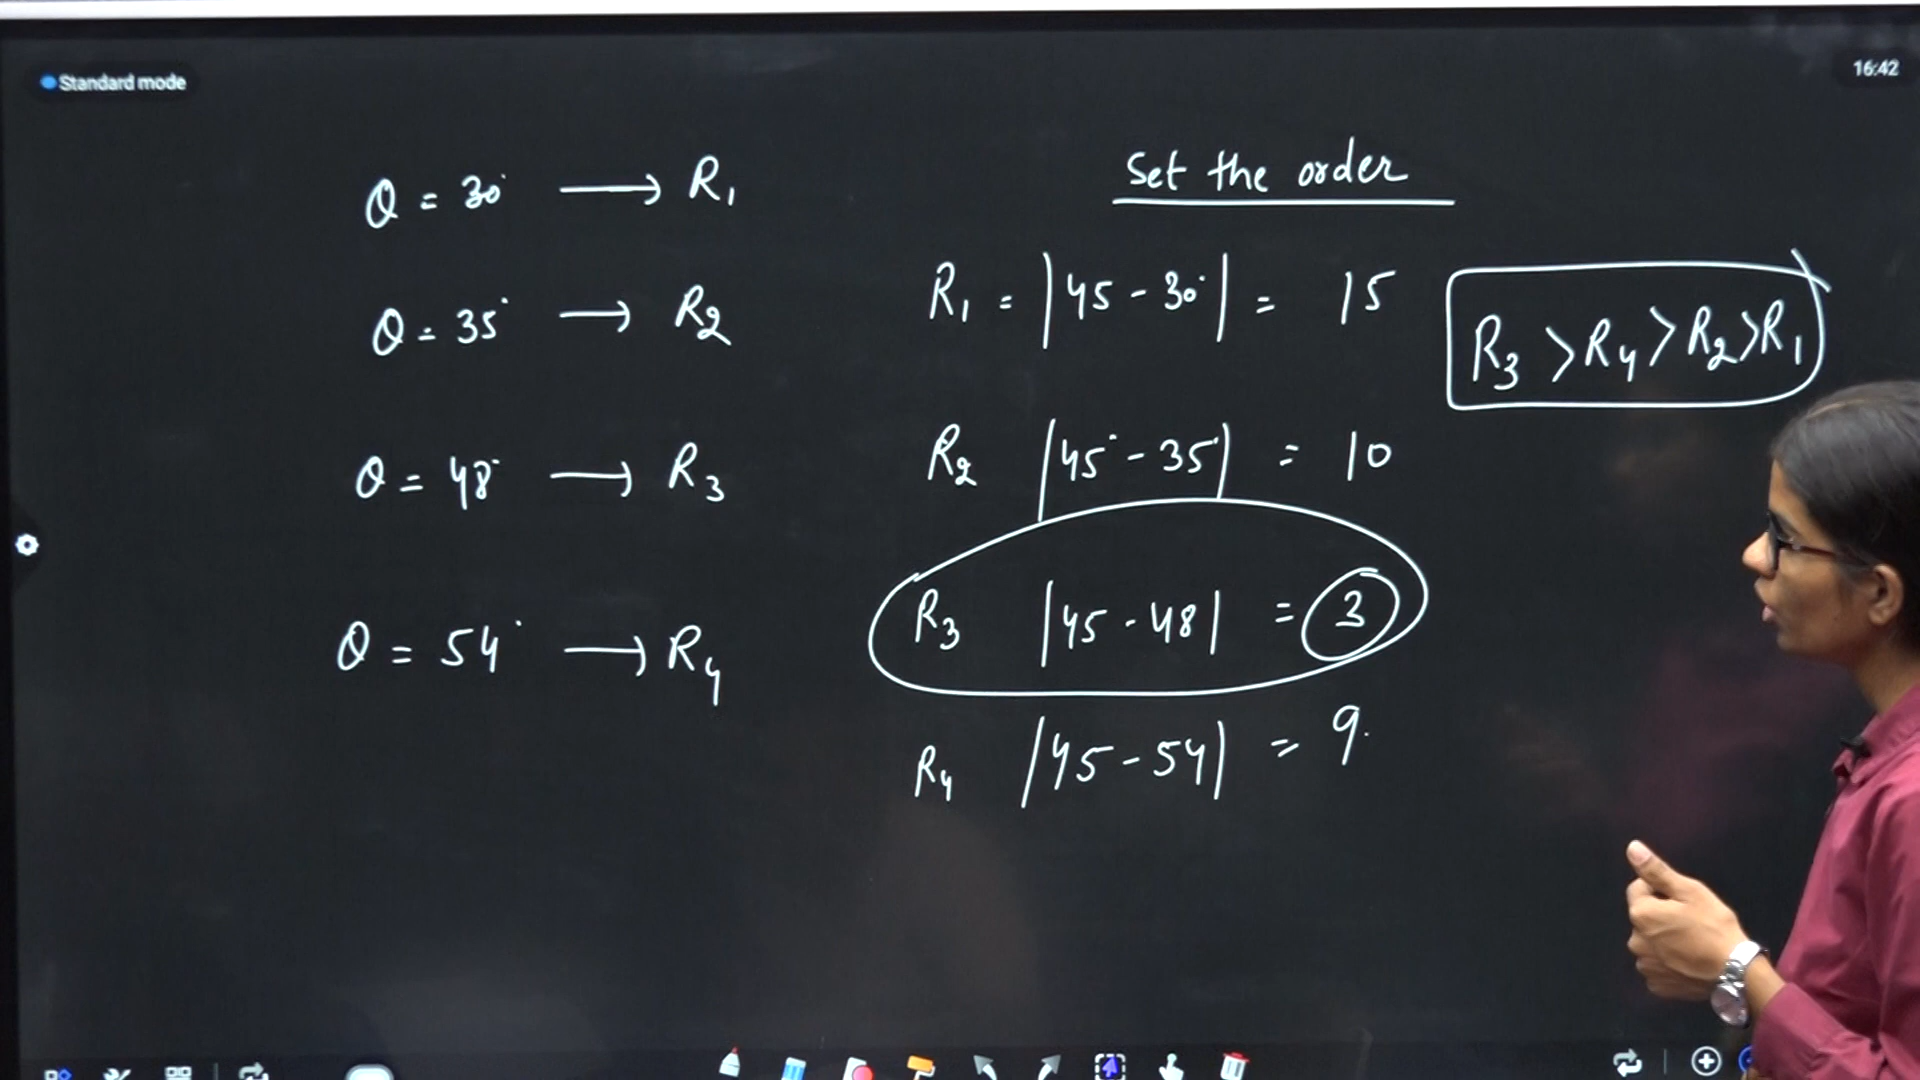 Standard mode
16:42
Set the order
θ = 30° ⟶ R₁
θ = 35° ⟶ R₂
θ = 48° ⟶ R₃
θ = 54° ⟶ R₄
R₁ = |45 - 30°| = 15
R₂ |45° - 35°| = 10
R₃ |45 - 48| = 3
R₄ |45 - 54| = 9.
R₃ > R₄ > R₂ > R₁